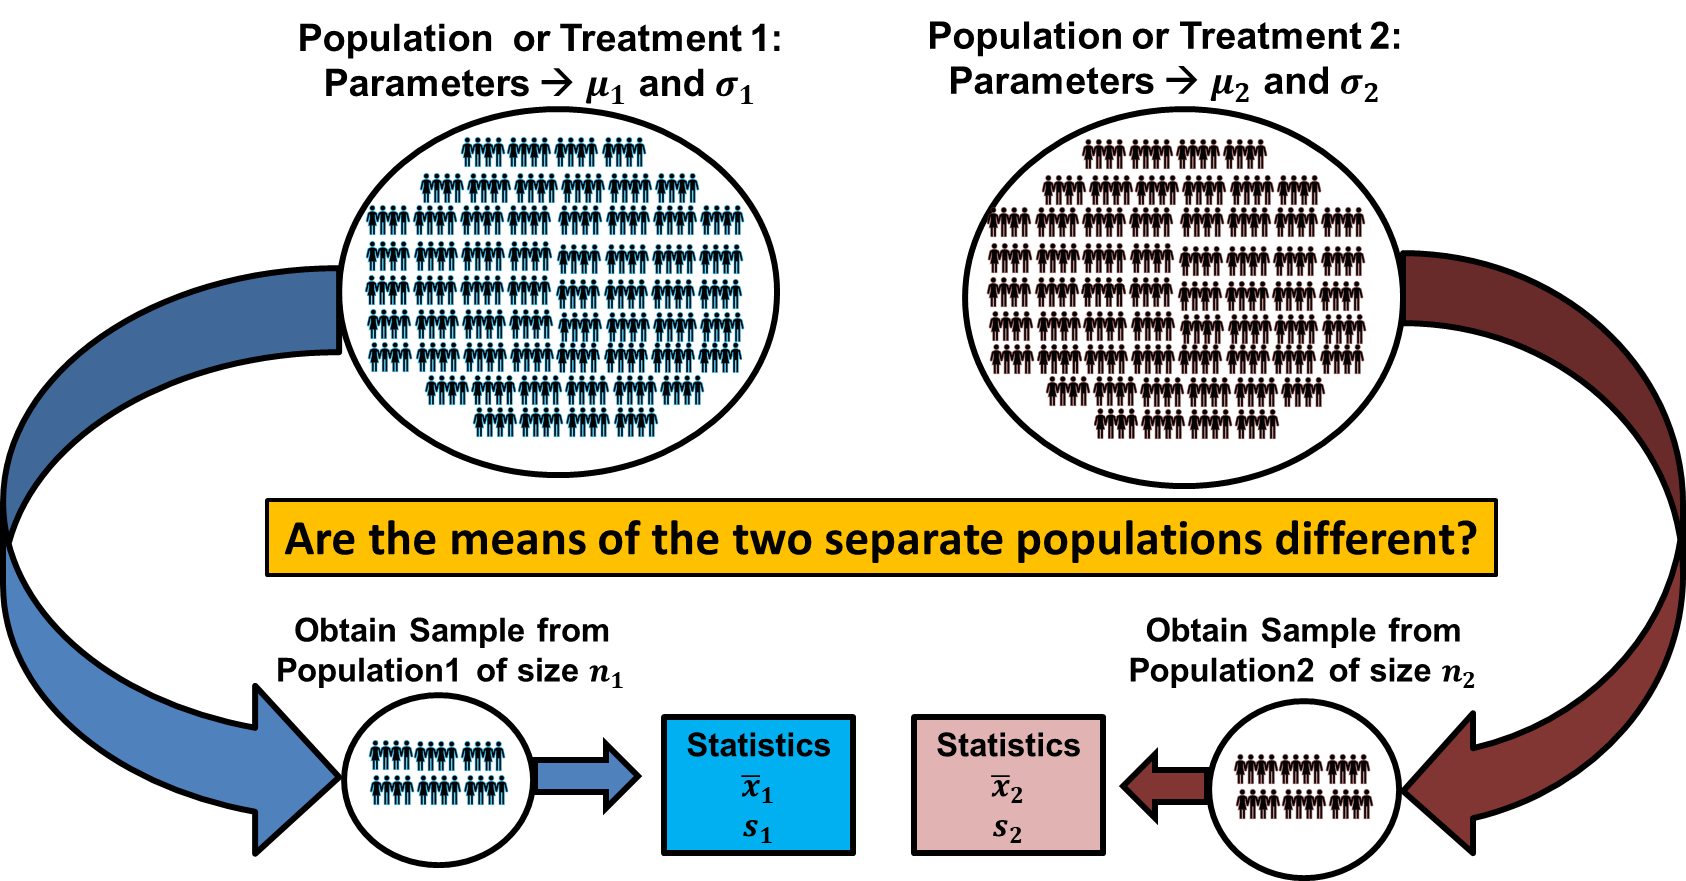 Population or Treatment 1:
Parameters → μ₁ and σ₁
Population or Treatment 2:
Parameters → μ₂ and σ₂
Are the means of the two separate populations different?
Obtain Sample from
Population1 of size n₁
Obtain Sample from
Population2 of size n₂
Statistics
x̅₁
s₁
Statistics
x̅₂
s₂